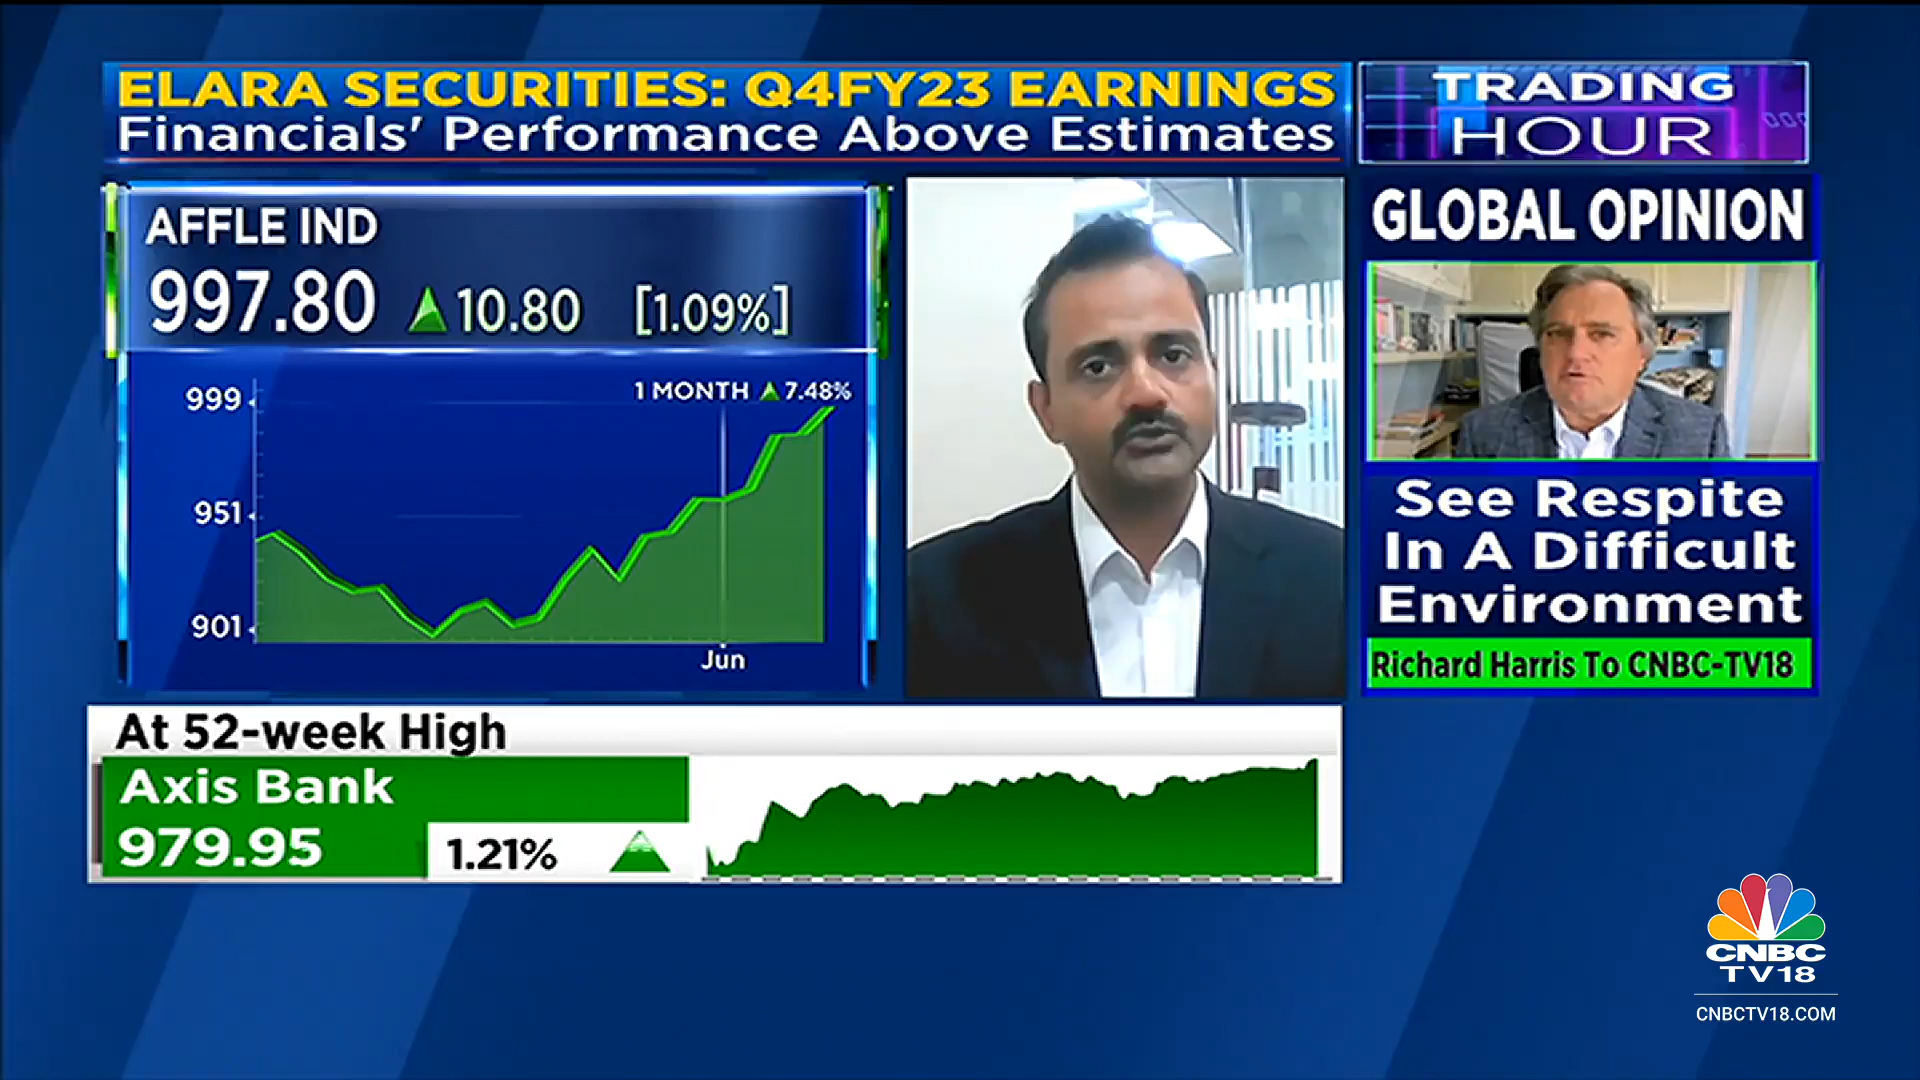 ELARA SECURITIES: Q4FY23 EARNINGS
Financials' Performance Above Estimates
TRADING
HOUR
AFFLE IND
997.80 10.80 [1.09%]
1 MONTH 7.48%
999
951
901
Jun
GLOBAL OPINION
See Respite
In A Difficult
Environment
Richard Harris To CNBC-TV18
At 52-week High
Axis Bank
979.95
1.21%
CNBC
TV18
CNBCTV18.COM